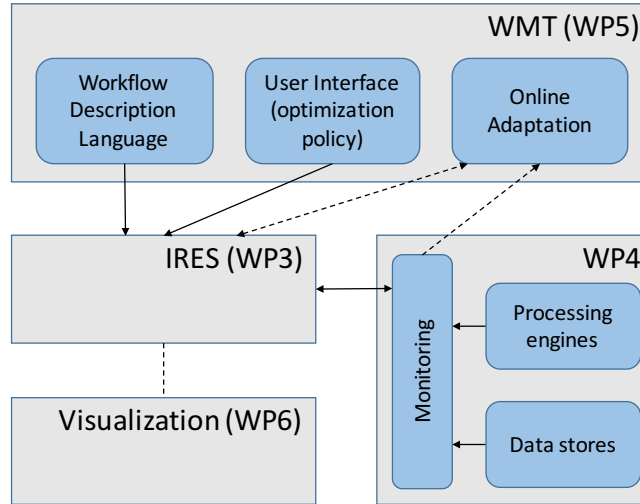 WMT (WP5)
Workflow
Description
Language
User Interface
(optimization
policy)
Online
Adaptation
IRES (WP3)
WP4
Monitoring
Processing
engines
Data stores
Visualization (WP6)